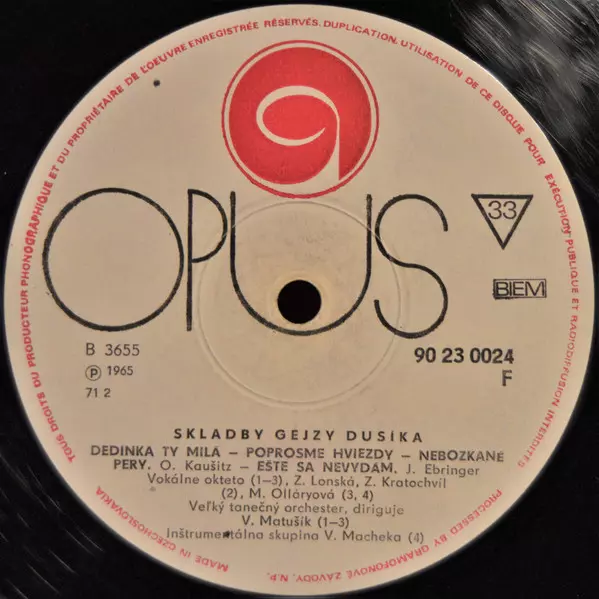 TOUS DROITS DU PRODUCTEUR PHONOGRAPHIQUE ET DU PROPRIÉTAIRE DE L'OEUVRE ENREGISTRÉE RÉSERVÉS. DUPLICATION, UTILISATION DE CE DISQUE POUR EXÉCUTION PUBLIQUE ET RADIODIFFUSION INTERDITES
OPUS
33
BIEM
B 3655
℗ 1965
71 2
90 23 0024
F
SKLADBY GEJZY DUSÍKA
DEDINKA TY MILÁ – POPROSME HVIEZDY – NEBOZKANÉ
PERY, O. Kaušitz – EŠTE SA NEVYDÁM, J. Ebringer
Vokálne okteto (1–3), Z. Lonská, Z. Kratochvíl
(2), M. Olláryová (3, 4)
Veľký tanečný orchester, diriguje
V. Matušík (1–3)
Inštrumentálna skupina V. Macheka (4)
MADE IN CZECHOSLOVAKIA
PROCESSED BY GRAMOFONOVÉ ZÁVODY, N.P.